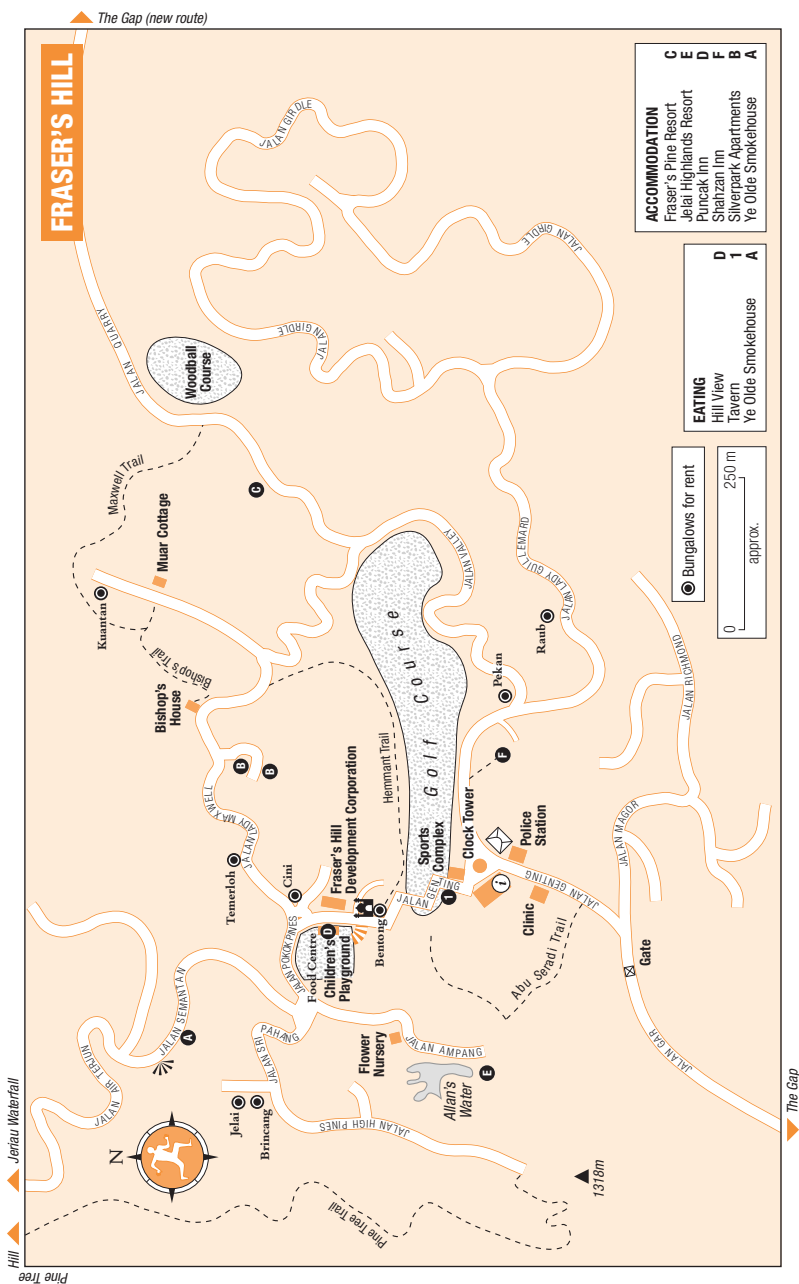 FRASER'S HILL
The Gap (new route)
Jeriau Waterfall
Pine Tree
Hill
The Gap
N
1318m
JALAN QUARRY
Woodball
Course
Maxwell Trail
Muar Cottage
Kuantan
Bishop's Trail
Bishop's
House
C
B
B
JALAN LADY MAXWELL
Temerloh
Cini
Fraser's Hill
Development Corporation
Hemmant Trail
Golf Course
JALAN GIRDLE
JALAN GIRDLE
JALAN GIRDLE
JALAN VALLEY
JALAN LADY GUILLEMARD
Pekan
Raub
F
Sports
Complex
Clock Tower
Police
Station
i
1
Clinic
JALAN GENTING
JALAN GENTING
Bentong
D
Food Centre
Children's
Playground
JALAN POKOK PINES
JALAN SEMANTAN
A
JALAN AIR TERJUN
JALAN SRI PAHANG
Flower
Nursery
JALAN AMPANG
Allan's
Water
E
Jelai
Brincang
JALAN HIGH PINES
Pine Tree Trail
Abu Seradi Trail
Gate
JALAN GAR
JALAN MAGOR
JALAN RICHMOND
ACCOMMODATION
Fraser's Pine Resort C
Jelai Highlands Resort E
Puncak Inn D
Shahzan Inn F
Silverpark Apartments B
Ye Olde Smokehouse A
EATING
Hill View D
Tavern 1
Ye Olde Smokehouse A
Bungalows for rent
0 250 m
approx.